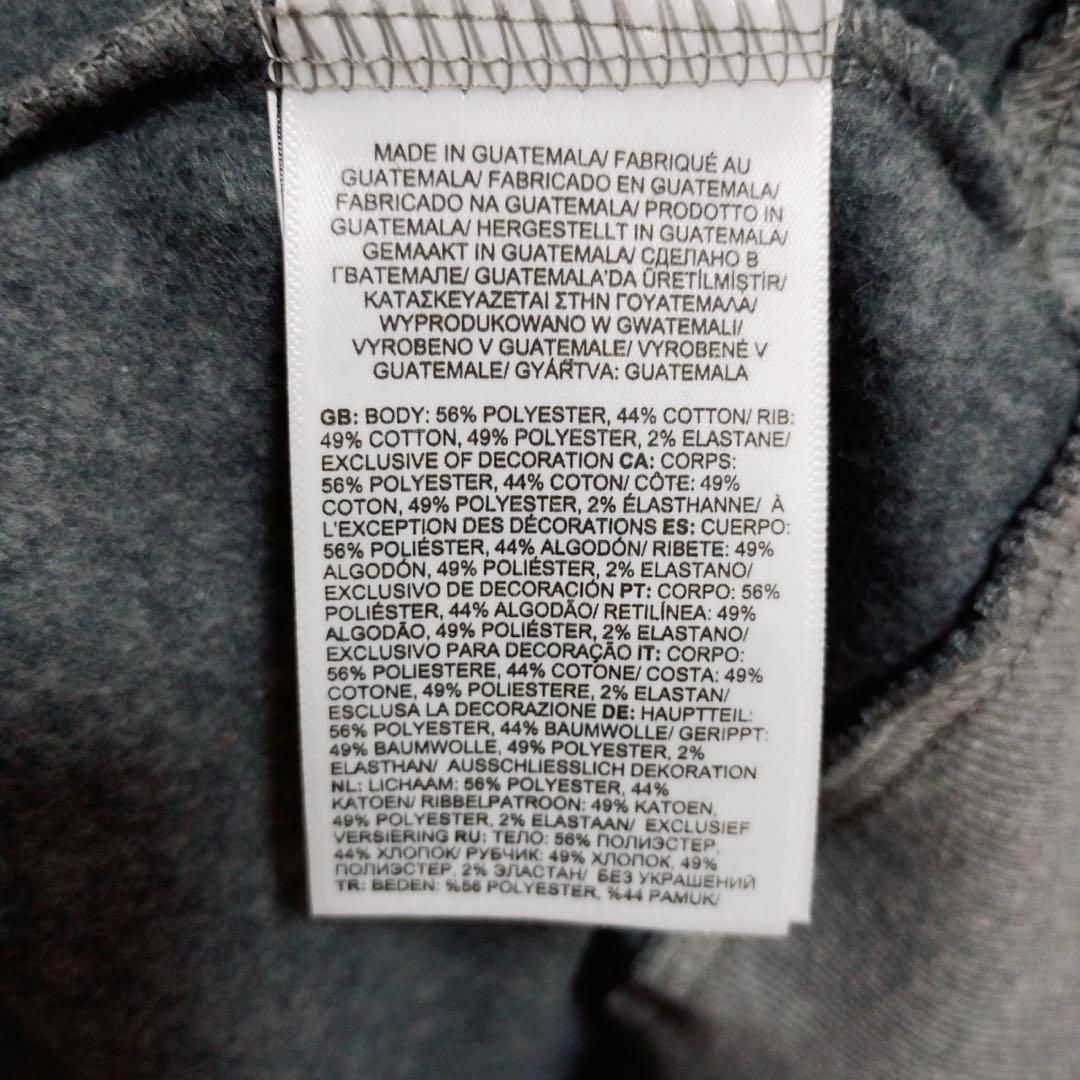 MADE IN GUATEMALA/ FABRIQUÉ AU
GUATEMALA/ FABRICADO EN GUATEMALA/
FABRICADO NA GUATEMALA/ PRODOTTO IN
GUATEMALA/ HERGESTELLT IN GUATEMALA/
GEMAAKT IN GUATEMALA/ СДЕЛАНО В
ГВАТЕМАЛЕ/ GUATEMALA'DA ÜRETİLMİŞTİR/
ΚΑΤΑΣΚΕΥΑΖΕΤΑΙ ΣΤΗΝ ΓΟΥΑΤΕΜΑΛΑ/
WYPRODUKOWANO W GWATEMALI/
VYROBENO V GUATEMALE/ VYROBENÉ V
GUATEMALE/ GYÁRTVA: GUATEMALA
GB: BODY: 56% POLYESTER, 44% COTTON/ RIB:
49% COTTON, 49% POLYESTER, 2% ELASTANE/
EXCLUSIVE OF DECORATION CA: CORPS:
56% POLYESTER, 44% COTON/ CÔTE: 49%
COTON, 49% POLYESTER, 2% ÉLASTHANNE/ À
L'EXCEPTION DES DÉCORATIONS ES: CUERPO:
56% POLIÉSTER, 44% ALGODÓN/ RIBETE: 49%
ALGODÓN, 49% POLIÉSTER, 2% ELASTANO/
EXCLUSIVO DE DECORACIÓN PT: CORPO: 56%
POLIÉSTER, 44% ALGODÃO/ RETILÍNEA: 49%
ALGODÃO, 49% POLIÉSTER, 2% ELASTANO/
EXCLUSIVO PARA DECORAÇÃO IT: CORPO:
56% POLIESTERE, 44% COTONE/ COSTA: 49%
COTONE, 49% POLIESTERE, 2% ELASTAN/
ESCLUSA LA DECORAZIONE DE: HAUPTTEIL:
56% POLYESTER, 44% BAUMWOLLE/ GERIPPT:
49% BAUMWOLLE, 49% POLYESTER, 2%
ELASTHAN/ AUSSCHLIESSLICH DEKORATION
NL: LICHAAM: 56% POLYESTER, 44%
KATOEN/ RIBBELPATROON: 49% KATOEN,
49% POLYESTER, 2% ELASTAAN/ EXCLUSIEF
VERSIERING RU: ТЕЛО: 56% ПОЛИЭСТЕР,
44% ХЛОПОК/ РУБЧИК: 49% ХЛОПОК, 49%
ПОЛИЭСТЕР, 2% ЭЛАСТАН/ БЕЗ УКРАШЕНИЙ
TR: BEDEN: %56 POLYESTER, %44 PAMUK/